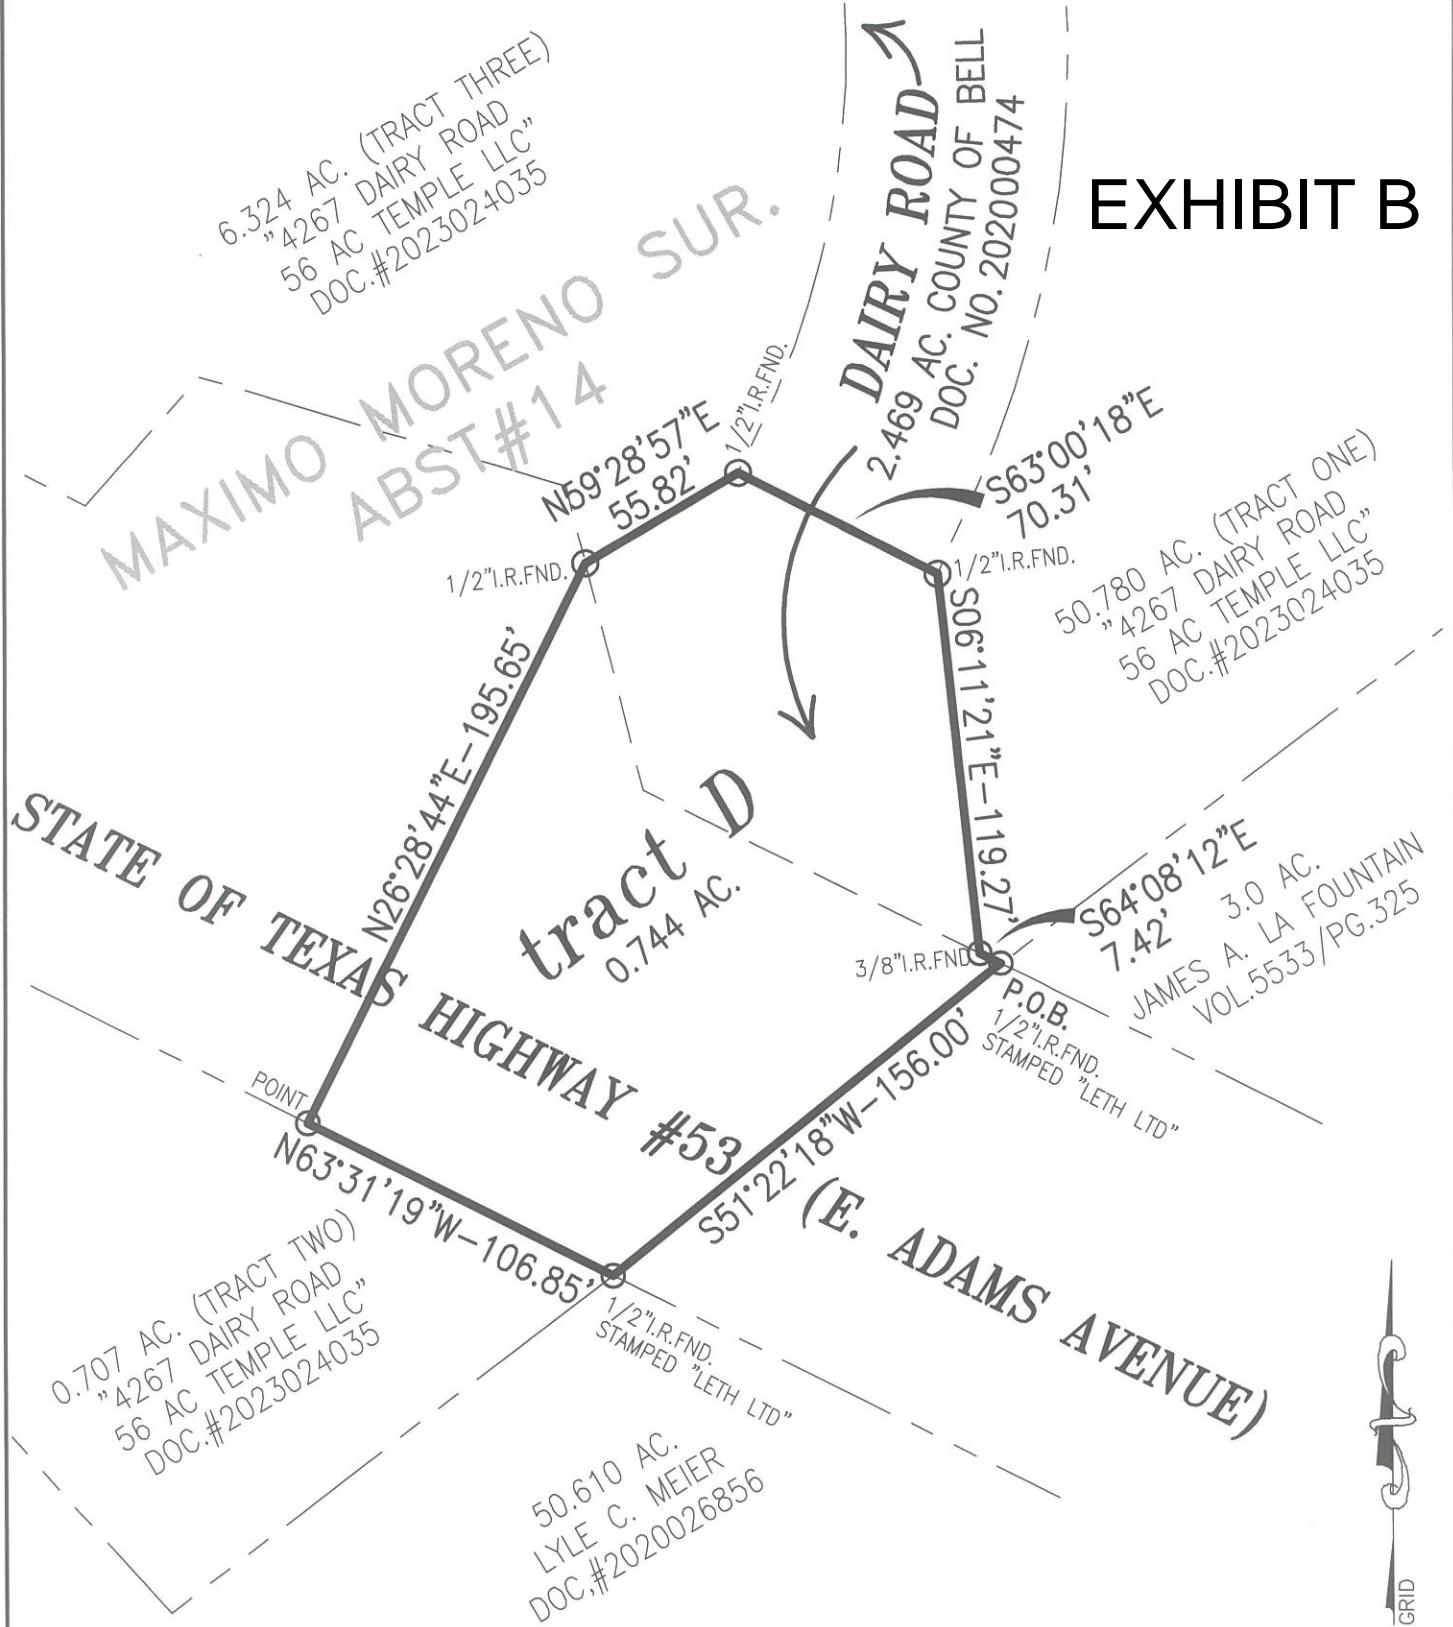 EXHIBIT B
6.324 AC. (TRACT THREE)
"4267 DAIRY ROAD
56 AC TEMPLE LLC"
DOC.#2023024035
MAXIMO MORENO SUR.
ABST#14
DAIRY ROAD
2.469 AC. COUNTY OF BELL
DOC. NO.202000474
1/2"I.R.FND.
N59°28'57"E
55.82'
S63°00'18"E
70.31'
1/2"I.R.FND.
1/2"I.R.FND.
50.780 AC. (TRACT ONE)
"4267 DAIRY ROAD
56 AC TEMPLE LLC"
DOC.#2023024035
N26°28'44"E-195.65'
S06°11'21"E-119.27'
tract D
0.744 AC.
S64°08'12"E
7.42'
3.0 AC.
JAMES A. LA FOUNTAIN
VOL.5533/PG.325
3/8"I.R.FND
P.O.B.
1/2"I.R.FND.
STAMPED "LETH LTD"
STATE OF TEXAS HIGHWAY #53 (E. ADAMS AVENUE)
POINT
N63°31'19"W-106.85'
S51°22'18"W-156.00'
1/2"I.R.FND.
STAMPED "LETH LTD"
0.707 AC. (TRACT TWO)
"4267 DAIRY ROAD
56 AC TEMPLE LLC"
DOC.#2023024035
50.610 AC.
LYLE C. MEIER
DOC,#2020026856
GRID